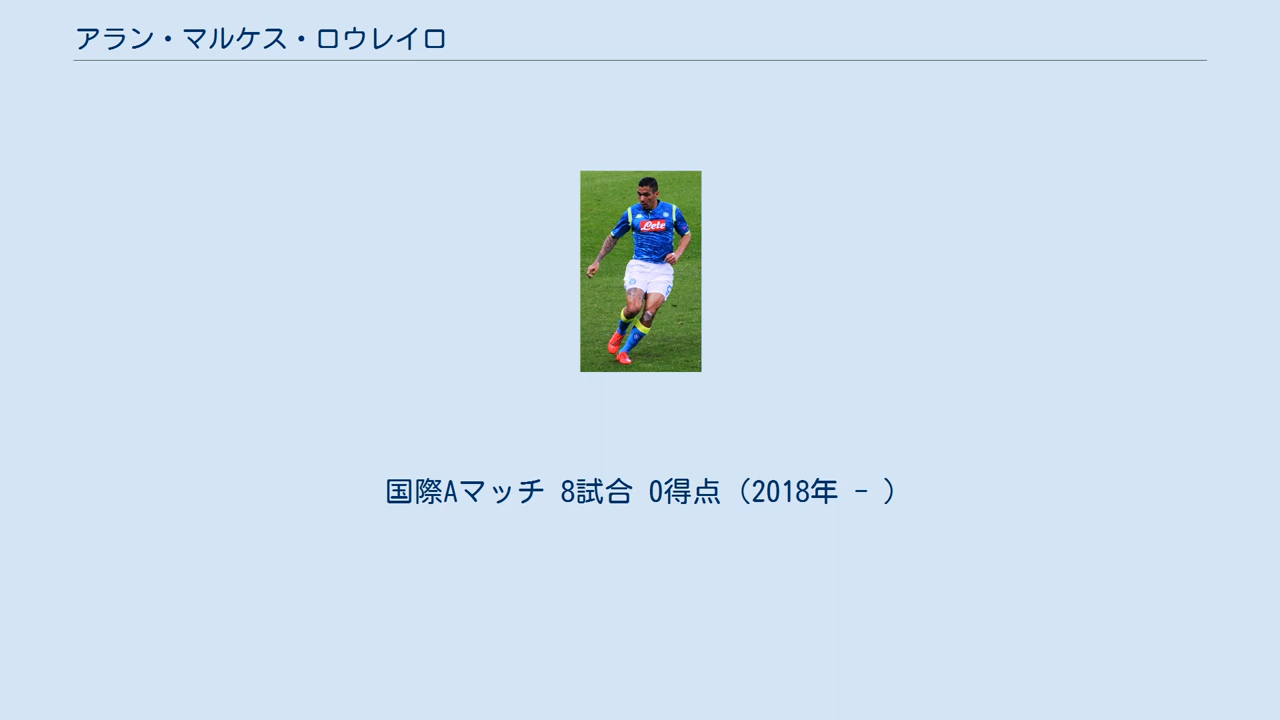 アラン・マルケス・ロウレイロ
Lete
国際Aマッチ 8試合 0得点（2018年 - ）